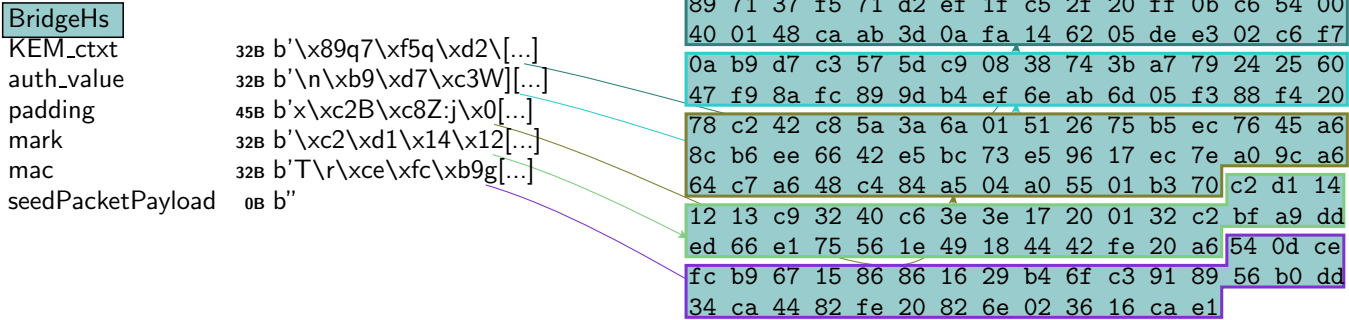 BridgeHs
KEM_ctxt 32B b'\x89q7\xf5q\xd2\[...]
auth_value 32B b'\n\xb9\xd7\xc3W][...]
padding 45B b'x\xc2B\xc8Z:j\x0[...]
mark 32B b'\xc2\xd1\x14\x12[...]
mac 32B b'T\r\xce\xfc\xb9g[...]
seedPacketPayload 0B b''
89 71 37 f5 71 d2 ef 1f c5 2f 20 ff 0b c6 54 00
40 01 48 ca ab 3d 0a fa 14 62 05 de e3 02 c6 f7
0a b9 d7 c3 57 5d c9 08 38 74 3b a7 79 24 25 60
47 f9 8a fc 89 9d b4 ef 6e ab 6d 05 f3 88 f4 20
78 c2 42 c8 5a 3a 6a 01 51 26 75 b5 ec 76 45 a6
8c b6 ee 66 42 e5 bc 73 e5 96 17 ec 7e a0 9c a6
64 c7 a6 48 c4 84 a5 04 a0 55 01 b3 70 c2 d1 14
12 13 c9 32 40 c6 3e 3e 17 20 01 32 c2 bf a9 dd
ed 66 e1 75 56 1e 49 18 44 42 fe 20 a6 54 0d ce
fc b9 67 15 86 86 16 29 b4 6f c3 91 89 56 b0 dd
34 ca 44 82 fe 20 82 6e 02 36 16 ca e1